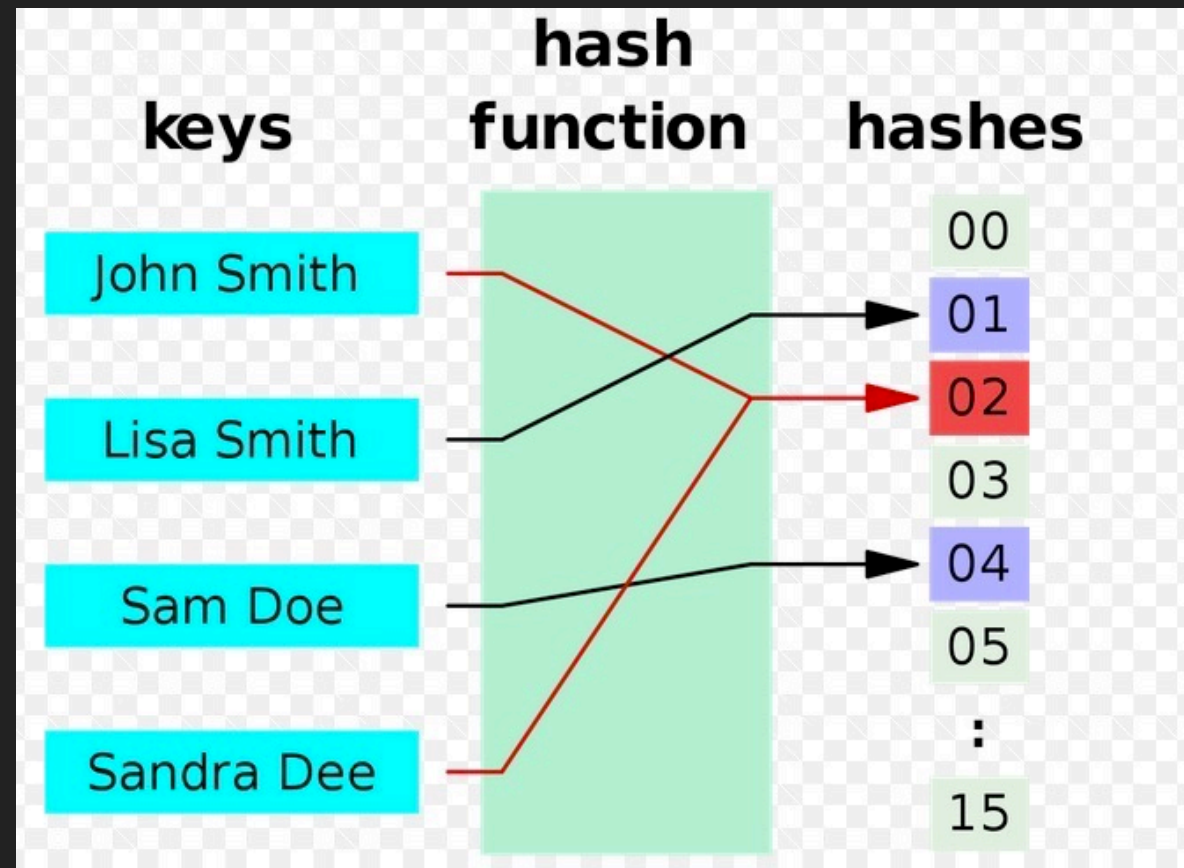 hash
keys function hashes
John Smith
Lisa Smith
Sam Doe
Sandra Dee
00
01
02
03
04
05
:
15